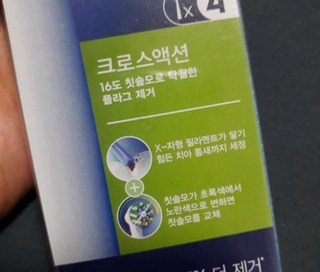 1x 4
크로스액션
16도 칫솔모로 탁월한
플라그 제거
X-자형 필라멘트가 닿기
힘든 치아 틈새까지 세정
+
칫솔모가 초록색에서
노란색으로 변하면
칫솔모를 교체
% 더 제거*